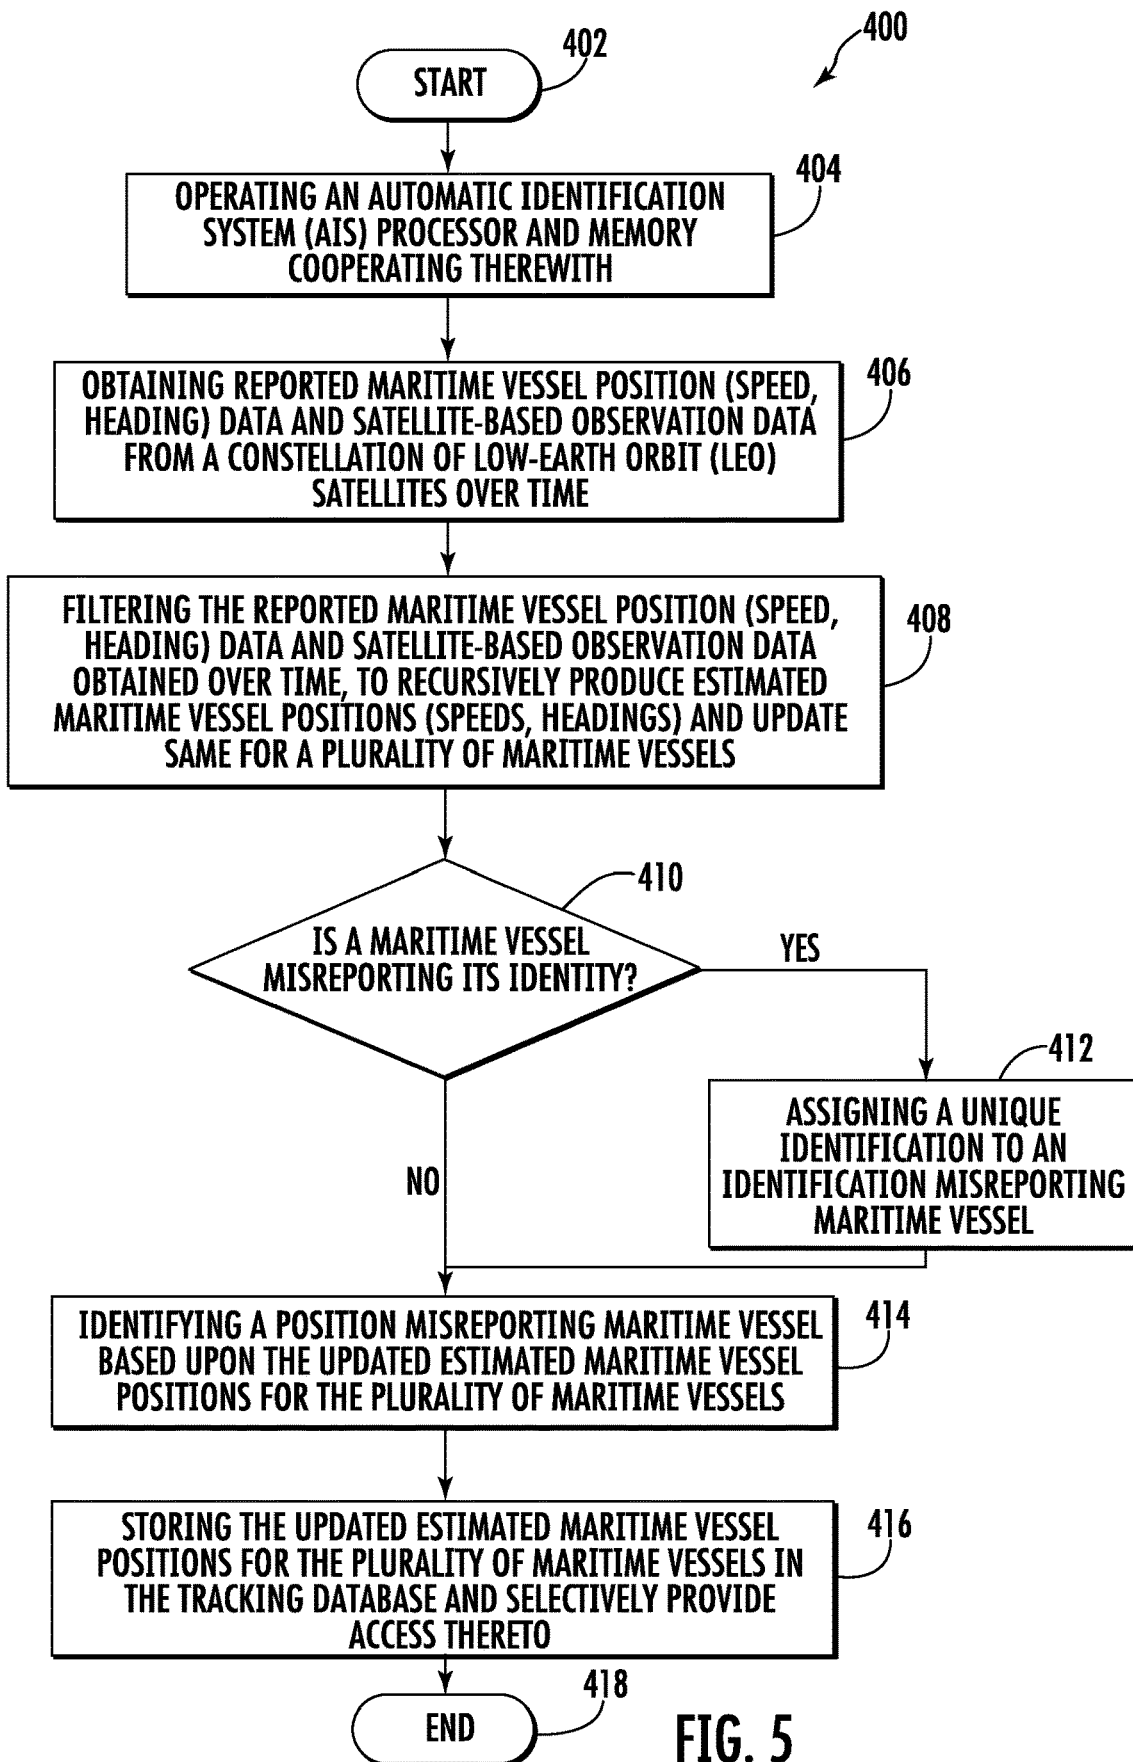 400
402
START
404
OPERATING AN AUTOMATIC IDENTIFICATION
SYSTEM (AIS) PROCESSOR AND MEMORY
COOPERATING THEREWITH
406
OBTAINING REPORTED MARITIME VESSEL POSITION (SPEED,
HEADING) DATA AND SATELLITE-BASED OBSERVATION DATA
FROM A CONSTELLATION OF LOW-EARTH ORBIT (LEO)
SATELLITES OVER TIME
408
FILTERING THE REPORTED MARITIME VESSEL POSITION (SPEED,
HEADING) DATA AND SATELLITE-BASED OBSERVATION DATA
OBTAINED OVER TIME, TO RECURSIVELY PRODUCE ESTIMATED
MARITIME VESSEL POSITIONS (SPEEDS, HEADINGS) AND UPDATE
SAME FOR A PLURALITY OF MARITIME VESSELS
410
IS A MARITIME VESSEL
MISREPORTING ITS IDENTITY?
YES
412
ASSIGNING A UNIQUE
IDENTIFICATION TO AN
IDENTIFICATION MISREPORTING
MARITIME VESSEL
NO
414
IDENTIFYING A POSITION MISREPORTING MARITIME VESSEL
BASED UPON THE UPDATED ESTIMATED MARITIME VESSEL
POSITIONS FOR THE PLURALITY OF MARITIME VESSELS
416
STORING THE UPDATED ESTIMATED MARITIME VESSEL
POSITIONS FOR THE PLURALITY OF MARITIME VESSELS IN
THE TRACKING DATABASE AND SELECTIVELY PROVIDE
ACCESS THERETO
418
END
FIG. 5